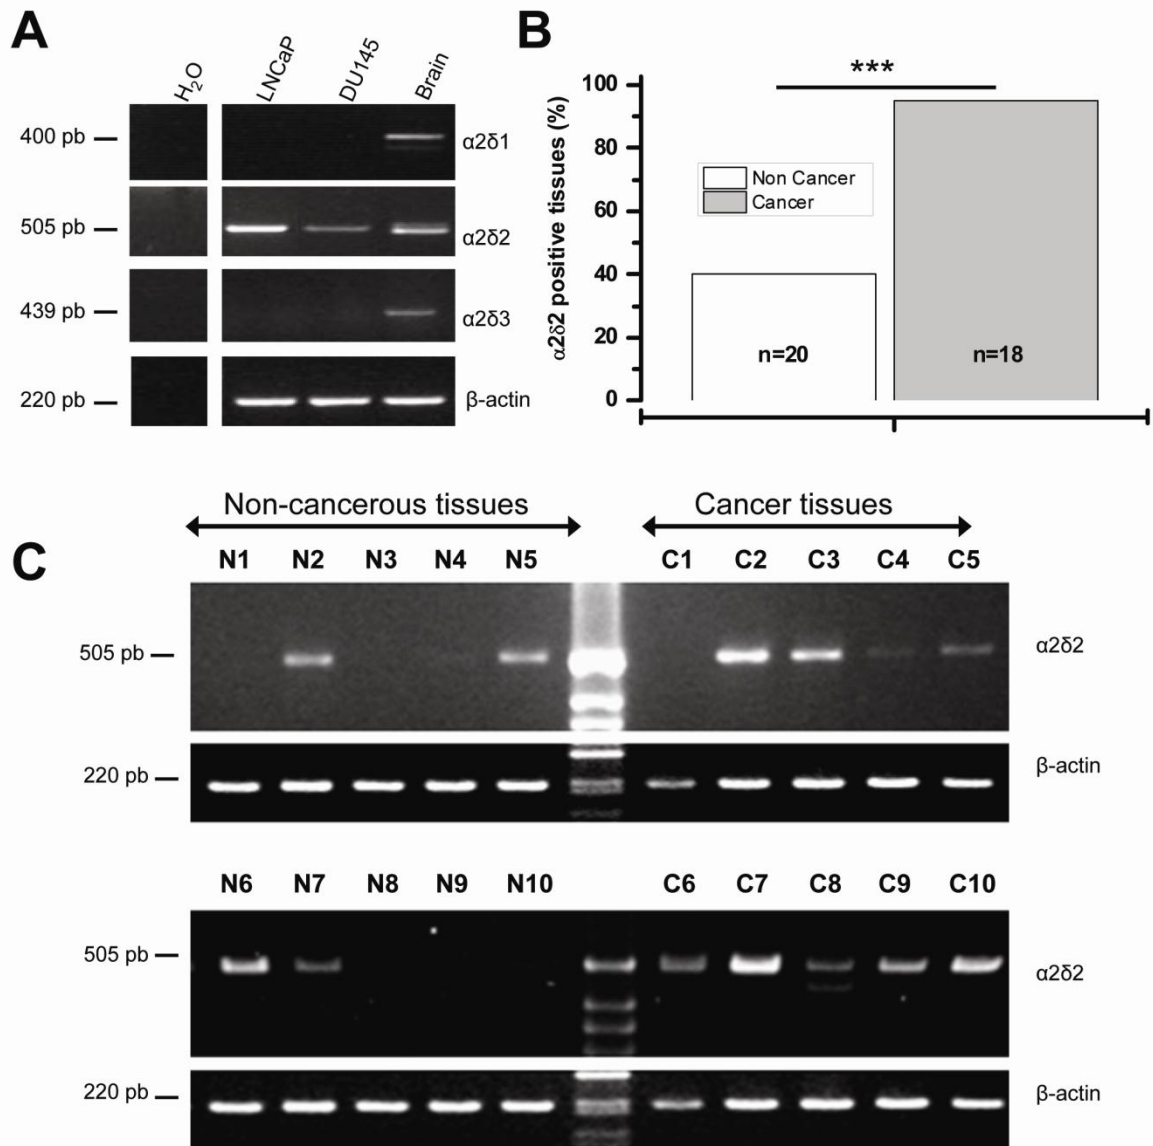 A
H₂O LNCaP DU145 Brain
400 pb
α2δ1
505 pb
α2δ2
439 pb
α2δ3
220 pb
β-actin
B
***
α2δ2 positive tissues (%)
100
80
60
40
20
0
Non Cancer
Cancer
n=20 n=18
C
Non-cancerous tissues Cancer tissues
N1 N2 N3 N4 N5 C1 C2 C3 C4 C5
505 pb
α2δ2
220 pb
β-actin
N6 N7 N8 N9 N10 C6 C7 C8 C9 C10
505 pb
α2δ2
220 pb
β-actin